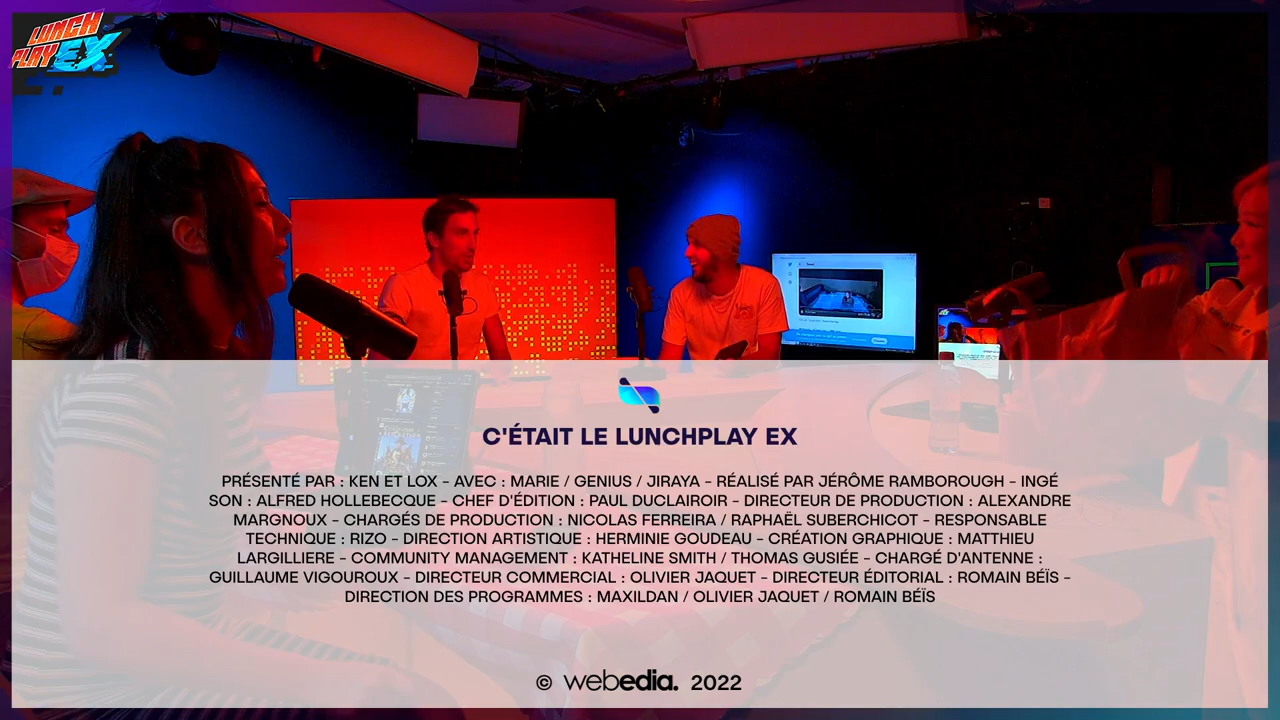 LUNCH
PLAY EX
C'ÉTAIT LE LUNCHPLAY EX
PRÉSENTÉ PAR : KEN ET LOX - AVEC : MARIE / GENIUS / JIRAYA - RÉALISÉ PAR JÉRÔME RAMBOROUGH - INGÉ
SON : ALFRED HOLLEBECQUE - CHEF D'ÉDITION : PAUL DUCLAIROIR - DIRECTEUR DE PRODUCTION : ALEXANDRE
MARGNOUX - CHARGÉS DE PRODUCTION : NICOLAS FERREIRA / RAPHAËL SUBERCHICOT - RESPONSABLE
TECHNIQUE : RIZO - DIRECTION ARTISTIQUE : HERMINIE GOUDEAU - CRÉATION GRAPHIQUE : MATTHIEU
LARGILLIERE - COMMUNITY MANAGEMENT : KATHELINE SMITH / THOMAS GUSIÉE - CHARGÉ D'ANTENNE :
GUILLAUME VIGOUROUX - DIRECTEUR COMMERCIAL : OLIVIER JAQUET - DIRECTEUR ÉDITORIAL : ROMAIN BÉÏS -
DIRECTION DES PROGRAMMES : MAXILDAN / OLIVIER JAQUET / ROMAIN BÉÏS
© webedia. 2022